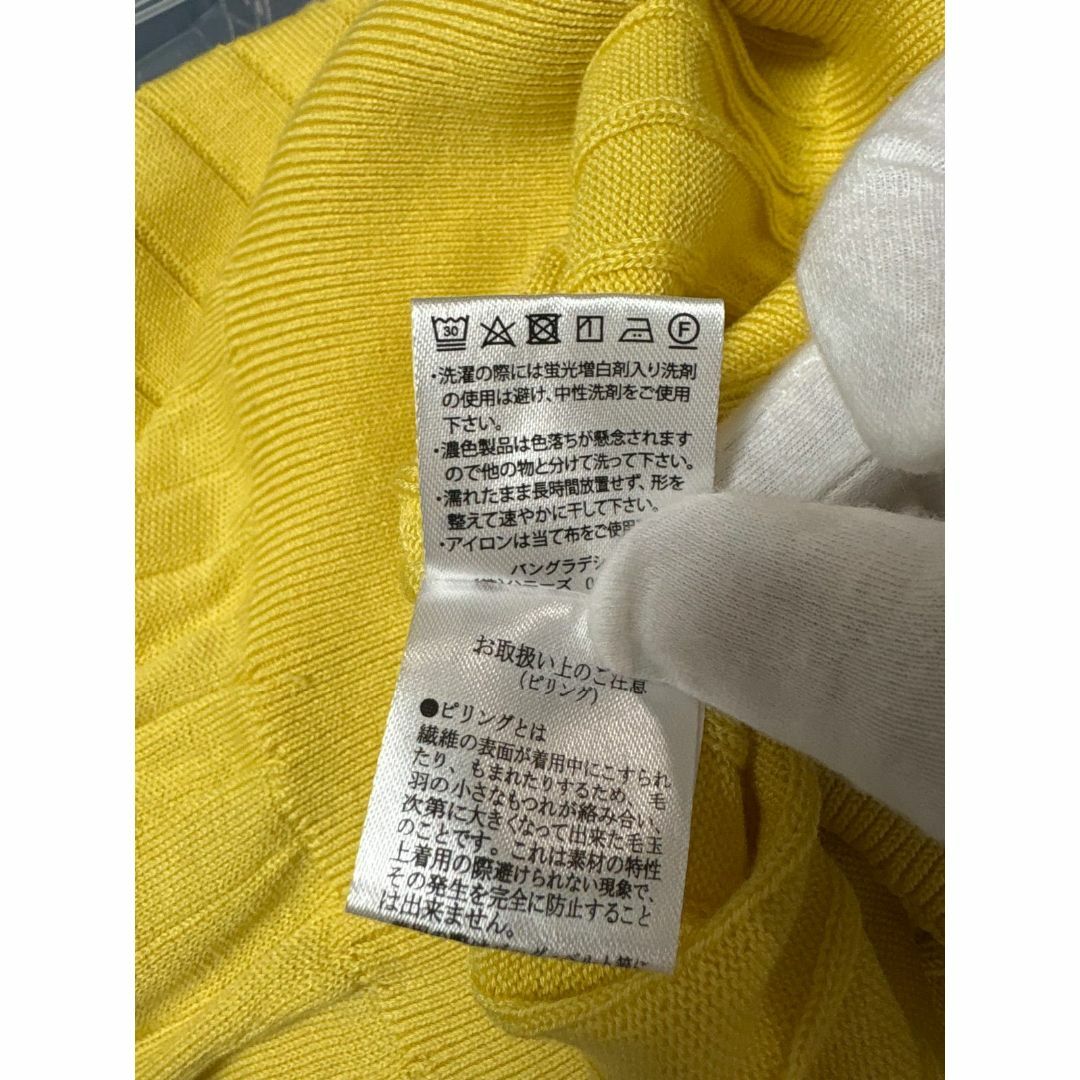 30 F
・洗濯の際には蛍光増白剤入り洗剤
の使用は避け、中性洗剤をご使用
下さい。
・濃色製品は色落ちが懸念されます
ので他の物と分けて洗って下さい。
・濡れたまま長時間放置せず、形を
整えて速やかに干して下さい。
・アイロンは当て布をご使用
バングラデシ
お取扱い上のご注意
(ピリング)
●ピリングとは
繊維の表面が着用中にこすられ
たり、もまれたりするため、毛
羽の小さなもつれが絡み合い、
次第に大きくなって出来た毛玉
のことです。これは素材の特性
上着用の際避けられない現象で、
その発生を完全に防止すること
は出来ません。